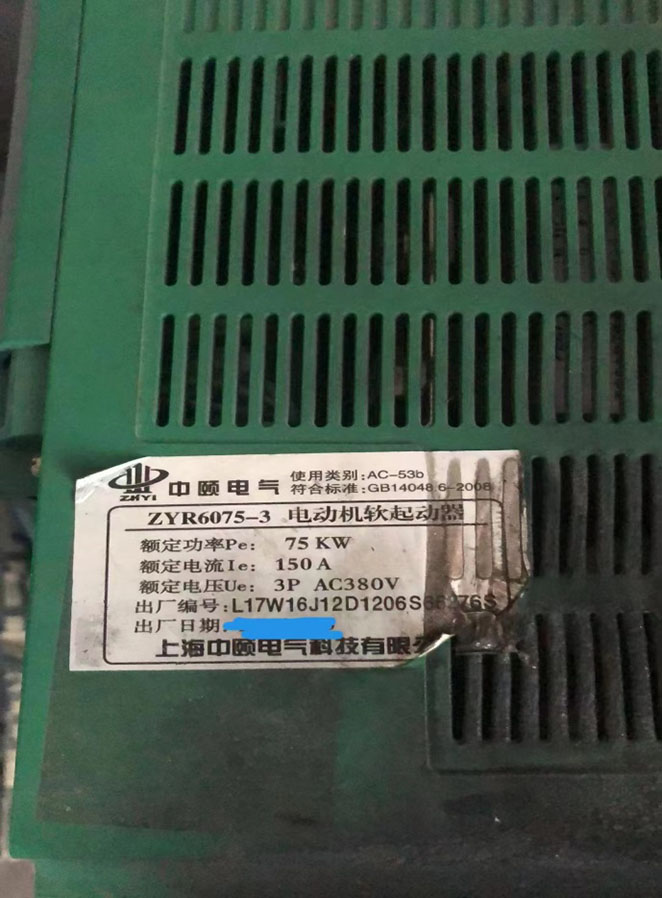 使用类别:AC-53b
ZHYI 中颐电气 符合标准:GB14048.6-2008
ZYR6075-3 电动机软起动器
额定功率Pe: 75KW
额定电流Ie: 150A
额定电压Ue: 3P AC380V
出厂编号:L17W16J12D1206S
出厂日期:
上海中颐电气科技有限